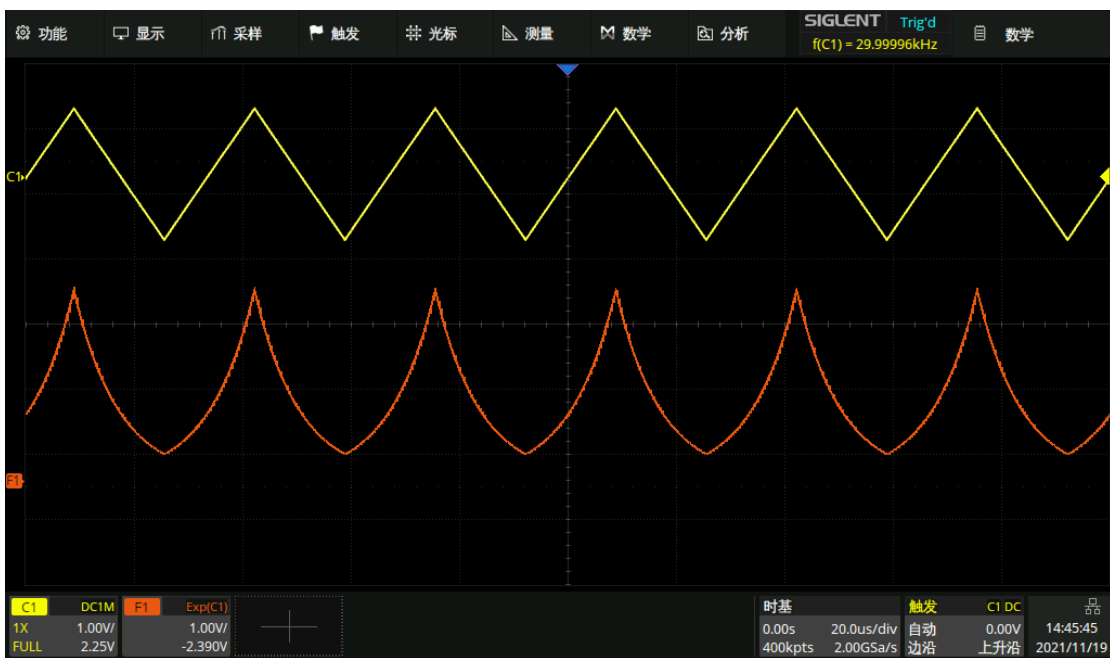 功能 显示 采样 触发 光标 测量 数学 分析 SIGLENT Trig'd 数学
f(C1) = 29.99996kHz
C1
F1
C1 DC1M F1 Exp(C1) 时基 触发 C1 DC
1X 1.00V/ 1.00V/ 0.00s 20.0us/div 自动 0.00V 14:45:45
FULL 2.25V -2.390V 400kpts 2.00GSa/s 边沿 上升沿 2021/11/19